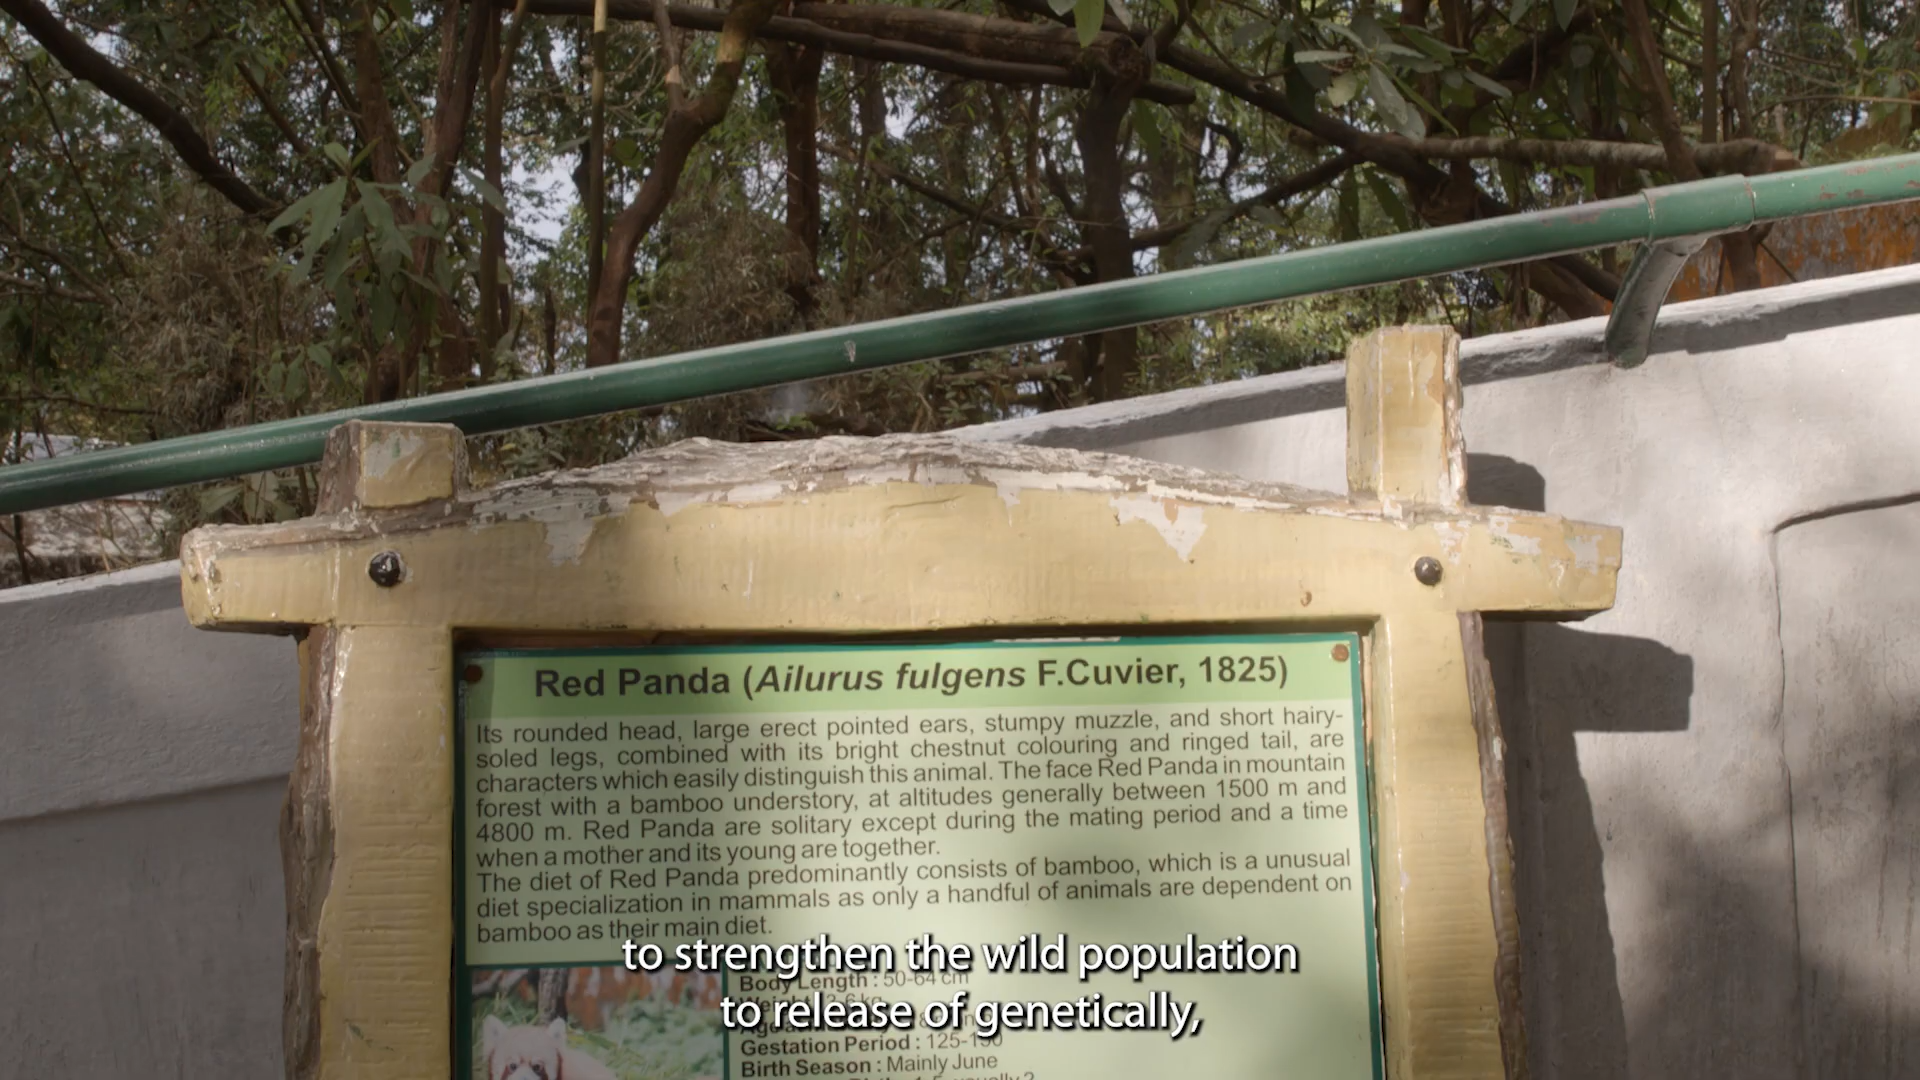 Red Panda (Ailurus fulgens F.Cuvier, 1825)
Its rounded head, large erect pointed ears, stumpy muzzle, and short hairy-
soled legs, combined with its bright chestnut colouring and ringed tail, are
characters which easily distinguish this animal. The face Red Panda in mountain
forest with a bamboo understory, at altitudes generally between 1500 m and
4800 m. Red Panda are solitary except during the mating period and a time
when a mother and its young are together.
The diet of Red Panda predominantly consists of bamboo, which is a unusual
diet specialization in mammals as only a handful of animals are dependent on
bamboo as their main diet.
to strengthen the wild population
Body Length : 50-64 cm
to release of genetically,
Gestation Period : 125-150
Birth Season : Mainly June